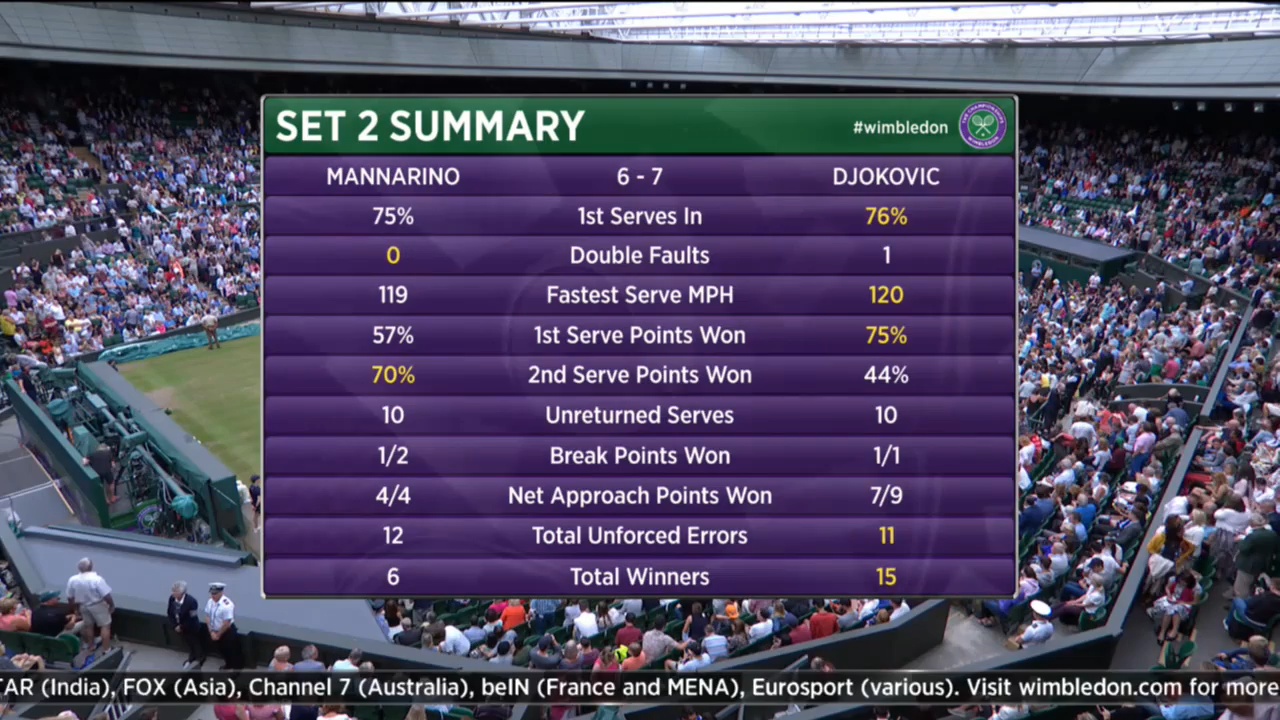 SET 2 SUMMARY #wimbledon
MANNARINO 6 - 7 DJOKOVIC
75% 1st Serves In 76%
0 Double Faults 1
119 Fastest Serve MPH 120
57% 1st Serve Points Won 75%
70% 2nd Serve Points Won 44%
10 Unreturned Serves 10
1/2 Break Points Won 1/1
4/4 Net Approach Points Won 7/9
12 Total Unforced Errors 11
6 Total Winners 15
TAR (India), FOX (Asia), Channel 7 (Australia), beIN (France and MENA), Eurosport (various). Visit wimbledon.com for more